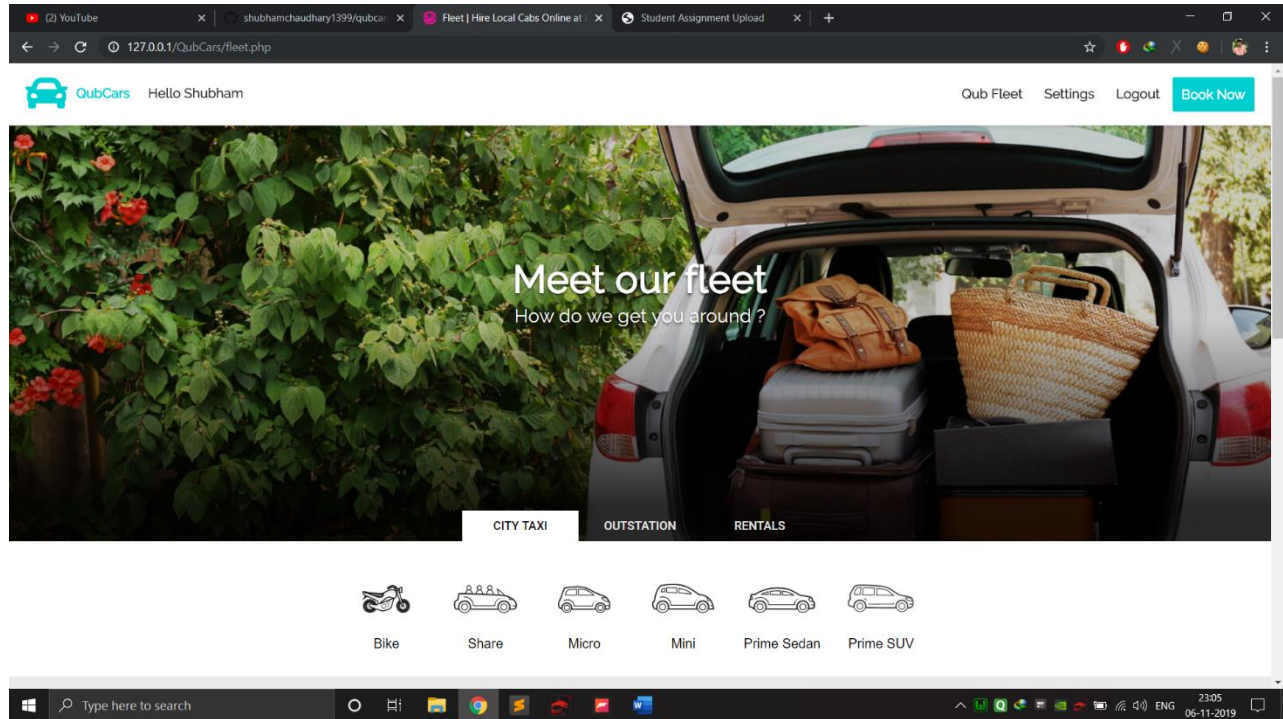 (2) YouTube
shubhamchaudhary1399/qubcar
Fleet | Hire Local Cabs Online at
Student Assignment Upload
127.0.0.1/QubCars/fleet.php
QubCars Hello Shubham
Qub Fleet Settings Logout Book Now
Meet our fleet
How do we get you around ?
CITY TAXI OUTSTATION RENTALS
Bike Share Micro Mini Prime Sedan Prime SUV
Type here to search
ENG
23:05
06-11-2019